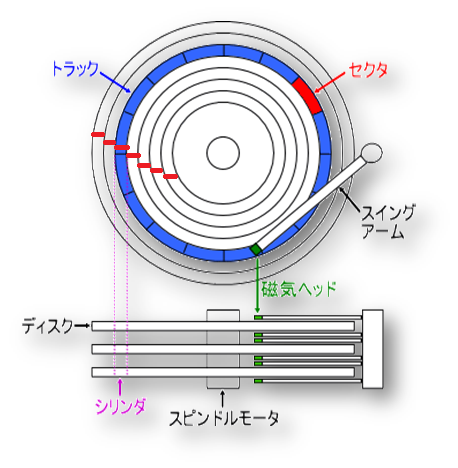 トラック
セクタ
スイング
アーム
磁気ヘッド
ディスク
シリンダ
スピンドルモータ